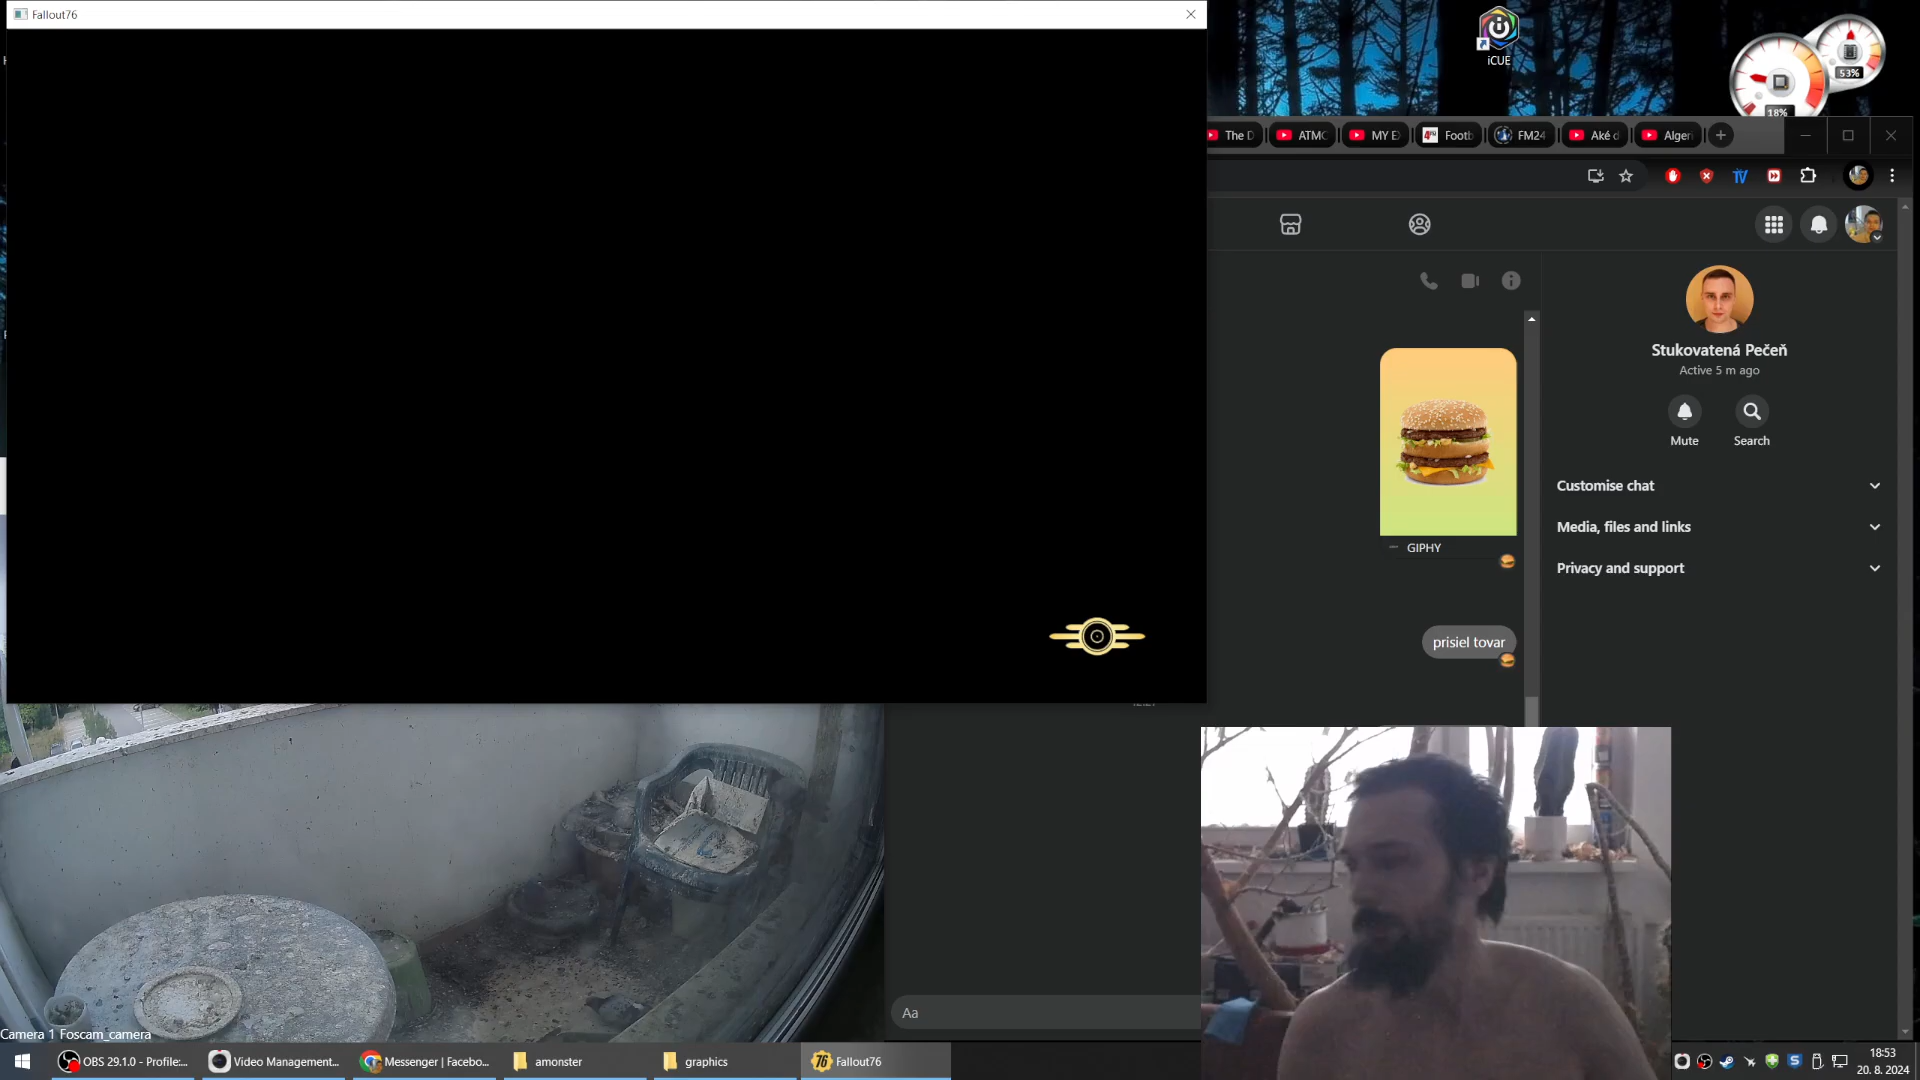 Fallout76
iCUE
53%
18%
The D
ATMC
MY E
Footb
FM24
Aké d
Alger
Stukovatená Pečeň
Active 5 m ago
Mute
Search
Customise chat
Media, files and links
Privacy and support
GIPHY
prisiel tovar
Aa
Camera 1 Foscam_camera
OBS 29.1.0 - Profile:...
Video Management...
Messenger | Facebo...
amonster
graphics
Fallout76
18:53
20. 8. 2024